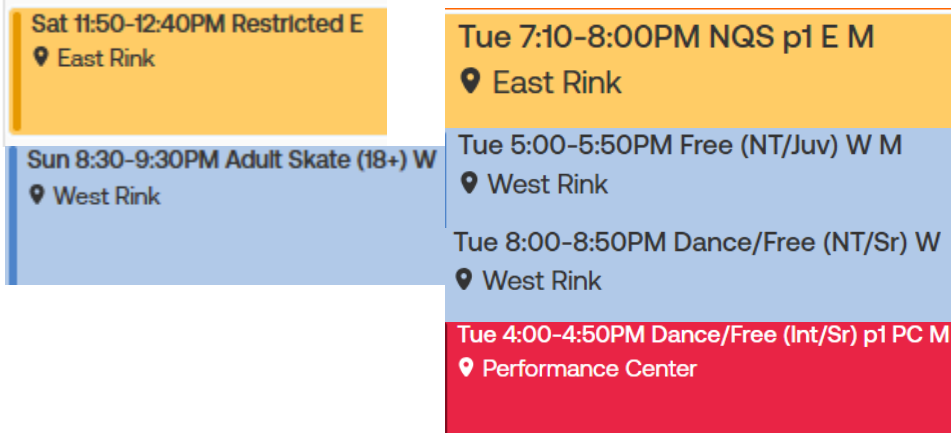 Sat 11:50-12:40PM Restricted E
East Rink
Sun 8:30-9:30PM Adult Skate (18+) W
West Rink
Tue 7:10-8:00PM NQS p1 E M
East Rink
Tue 5:00-5:50PM Free (NT/Juv) W M
West Rink
Tue 8:00-8:50PM Dance/Free (NT/Sr) W
West Rink
Tue 4:00-4:50PM Dance/Free (Int/Sr) p1 PC M
Performance Center